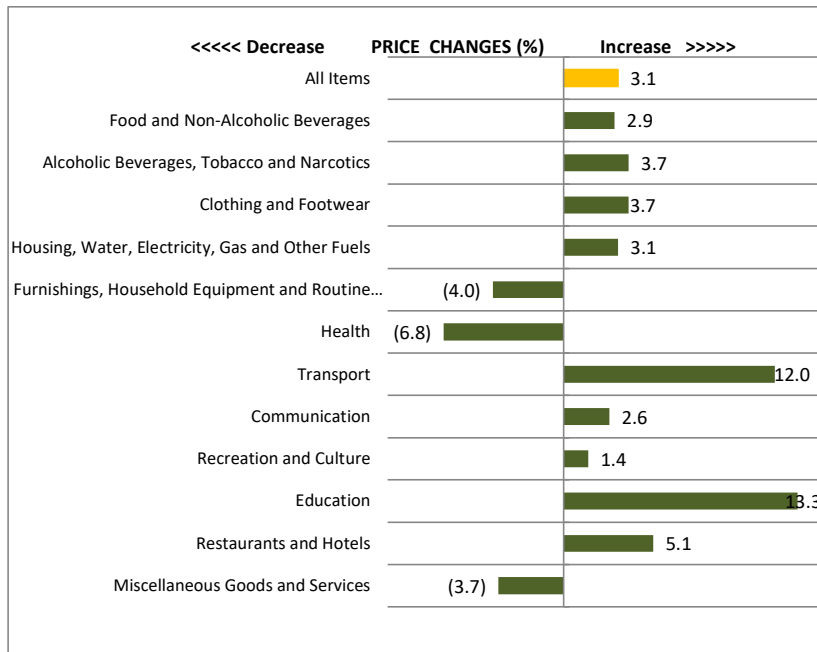 <<<<< Decrease PRICE CHANGES (%) Increase >>>>>
All Items 3.1
Food and Non-Alcoholic Beverages 2.9
Alcoholic Beverages, Tobacco and Narcotics 3.7
Clothing and Footwear 3.7
Housing, Water, Electricity, Gas and Other Fuels 3.1
Furnishings, Household Equipment and Routine... (4.0)
Health (6.8)
Transport 12.0
Communication 2.6
Recreation and Culture 1.4
Education 13.3
Restaurants and Hotels 5.1
Miscellaneous Goods and Services (3.7)